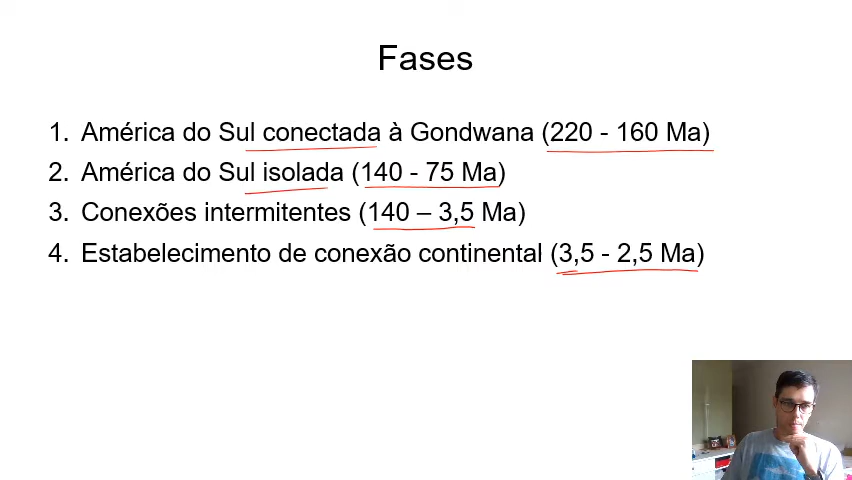 Fases
1. América do Sul conectada à Gondwana (220 - 160 Ma)
2. América do Sul isolada (140 - 75 Ma)
3. Conexões intermitentes (140 – 3,5 Ma)
4. Estabelecimento de conexão continental (3,5 - 2,5 Ma)